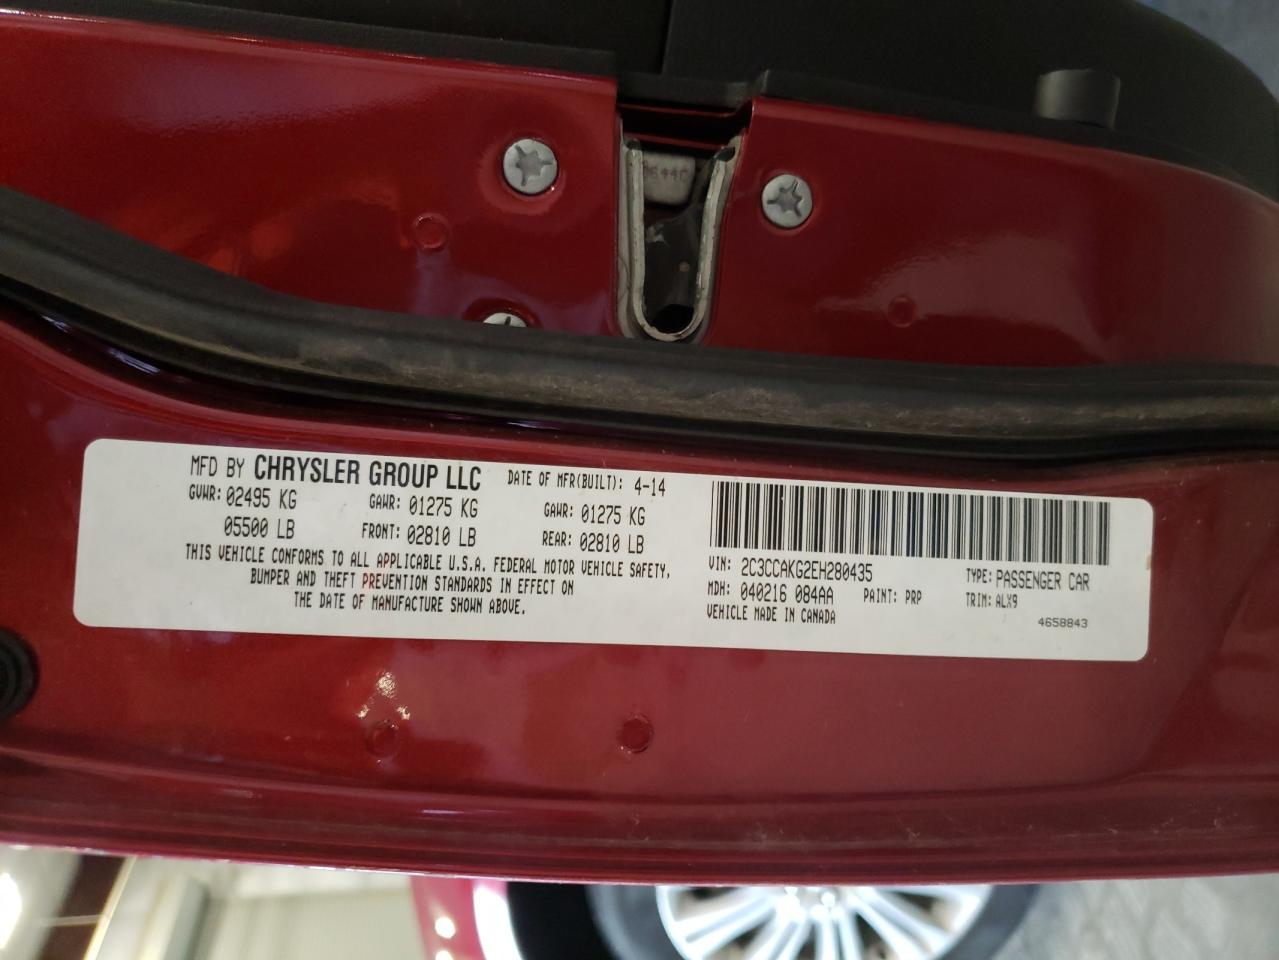 644C
MFD BY CHRYSLER GROUP LLC DATE OF MFR(BUILT): 4-14
GVWR: 02495 KG GAWR: 01275 KG GAWR: 01275 KG
05500 LB FRONT: 02810 LB REAR: 02810 LB
THIS VEHICLE CONFORMS TO ALL APPLICABLE U.S.A. FEDERAL MOTOR VEHICLE SAFETY,
BUMPER AND THEFT PREVENTION STANDARDS IN EFFECT ON
THE DATE OF MANUFACTURE SHOWN ABOVE.
VIN: 2C3CCAKG2EH280435 TYPE: PASSENGER CAR
MDH: 040216 084AA PAINT: PRP TRIM: ALX9
VEHICLE MADE IN CANADA 4658843